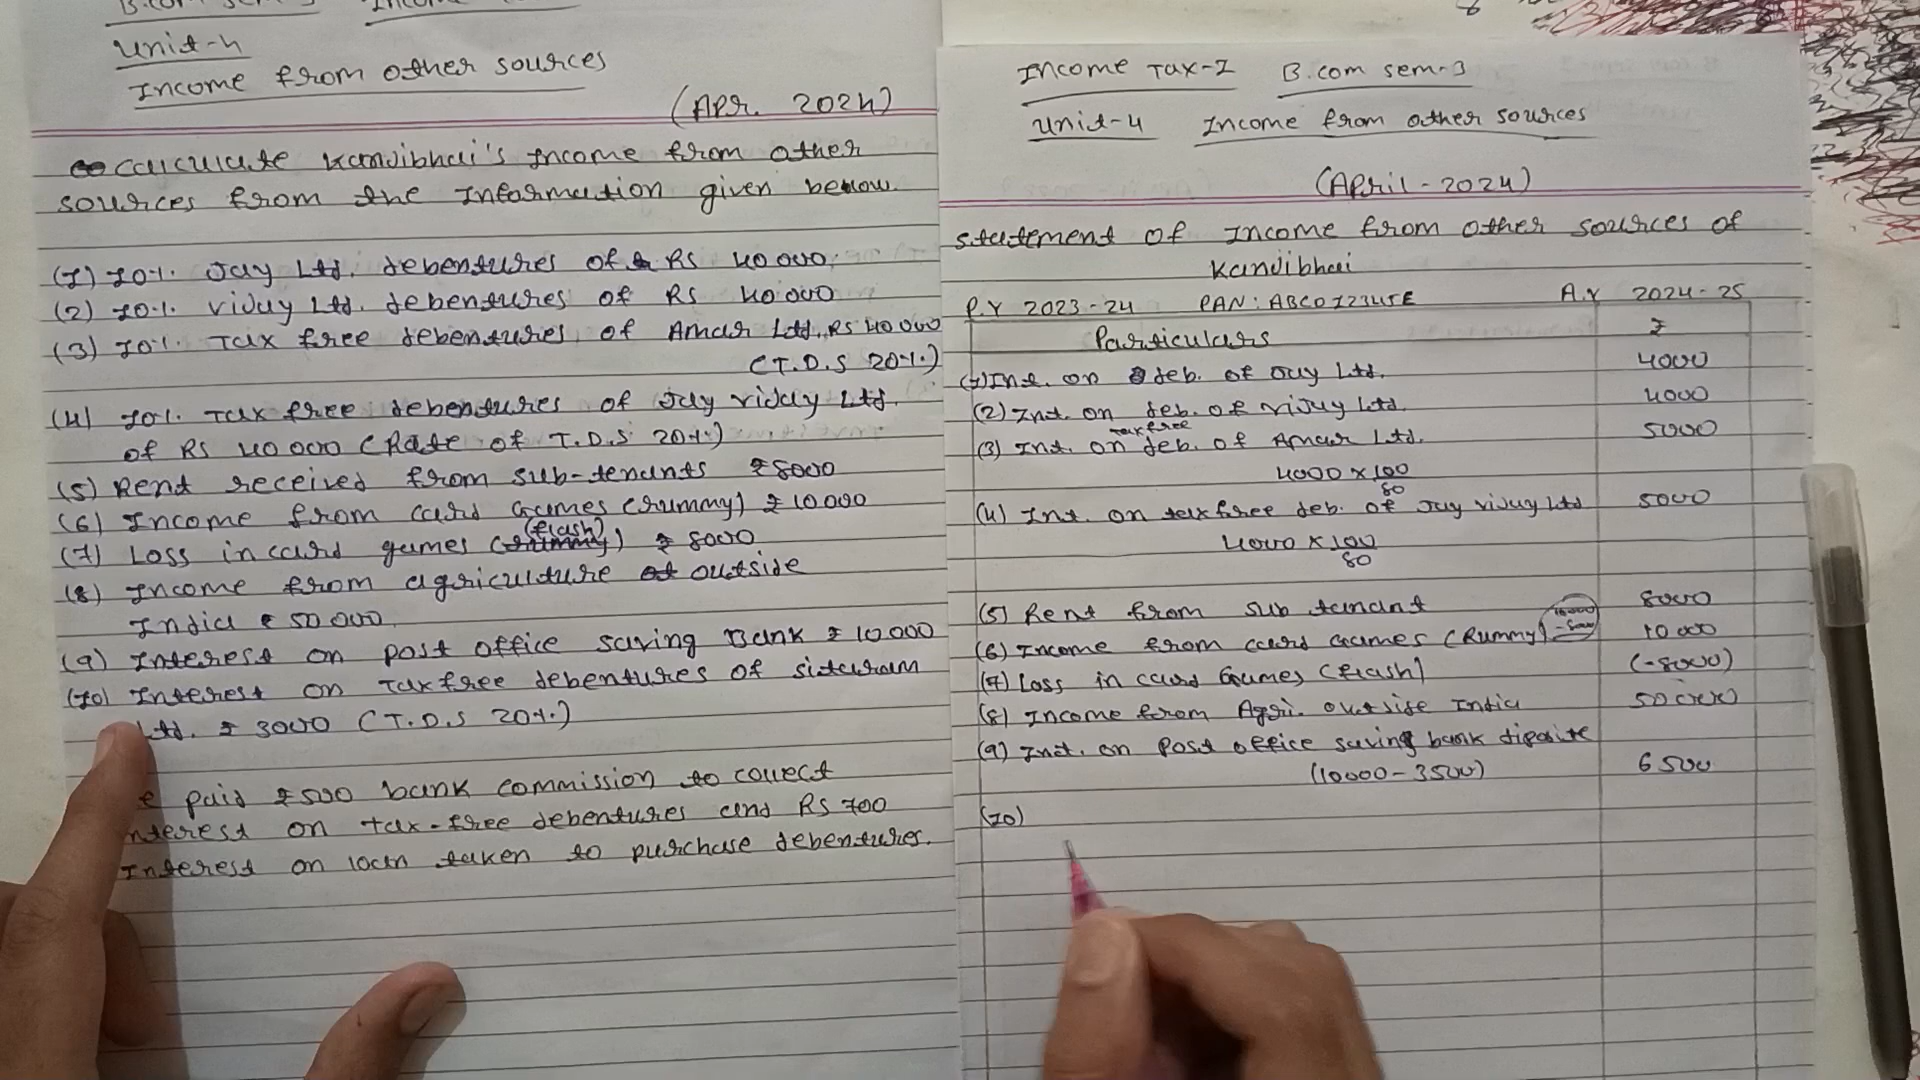 Unit-4
Income from other sources
(Apr. 2024)
calculate Kanjibhai's Income from other
sources from the Information given below.
(1) 10%. Jay Ltd. debentures of Rs 40000.
(2) 10%. Vijay Ltd. debentures of Rs 40000
(3) 10%. Tax free debentures, of Amar Ltd. Rs 40000
(T.D.S 20%.)
(4) 10%. Tax free debentures of Jay vijay Ltd.
of Rs 40000 (Rate of T.D.S 20%)
(5) Rent received from sub-tenants ₹8000
(6) Income from card Games (rummy) ₹ 10000
(7) Loss in card games (flash) ₹ 8000
(8) Income from agriculture outside
India ₹ 50000.
(9) Interest on post office saving Bank ₹ 10000
(10) Interest on Taxfree debentures of sitaram
Ltd. ₹ 3000 (T.D.S 20%.)
paid ₹500 bank commission to collect
nterest on tax-free debentures and Rs 700
Interest on loan taken to purchase debentures.
Income Tax-I B.com sem-3
Unit-4 Income from other sources
(April-2024)
Statement of Income from other sources of
Kanjibhai
P.Y 2023-24 PAN: ABCD1234E A.Y 2024-25
Particulars ₹
(1) Int. on deb. of Jay Ltd. 4000
(2) Int. on deb. of vijay Ltd. 4000
(3) Int. on tax free deb. of Amar Ltd. 5000
4000 x 100
80
(4) Int. on tax free deb. of Jay vijay Ltd 5000
4000 x 100
80
(5) Rent from sub tanant 8000
(6) Income from card Games (Rummy) 10000
(7) Loss in card Games (flash) (-8000)
(8) Income from Agri. outside India 50000
(9) Int. on Post office saving bank diposite
(10000-3500) 6500
(10)